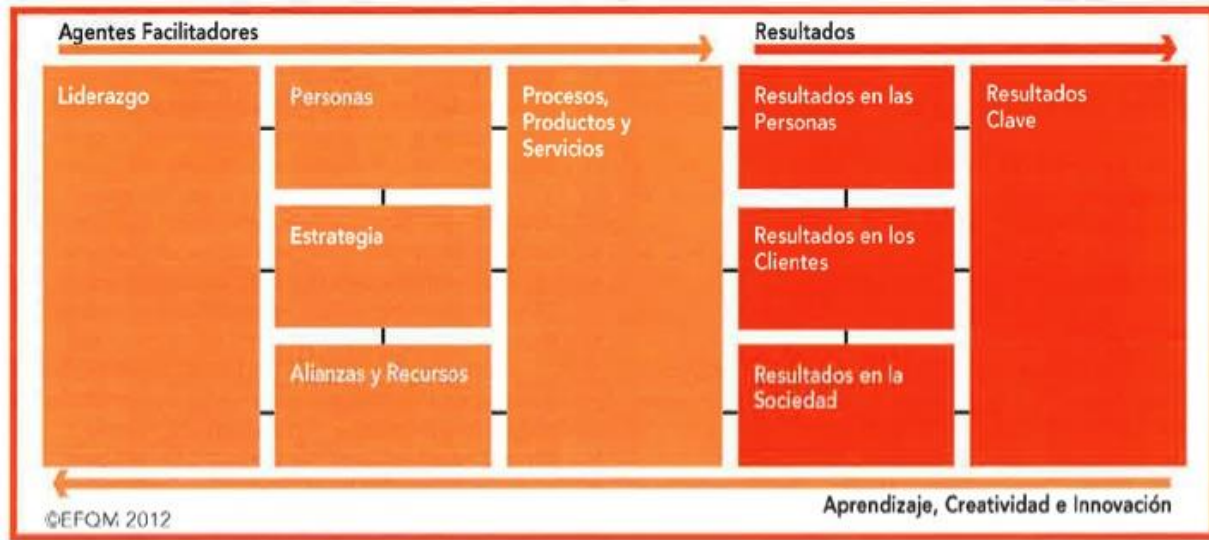 Agentes Facilitadores
Resultados
Liderazgo
Personas
Procesos,
Productos y
Servicios
Resultados en las
Personas
Resultados
Clave
Estrategia
Resultados en los
Clientes
Alianzas y Recursos
Resultados en la
Sociedad
Aprendizaje, Creatividad e Innovación
©EFQM 2012